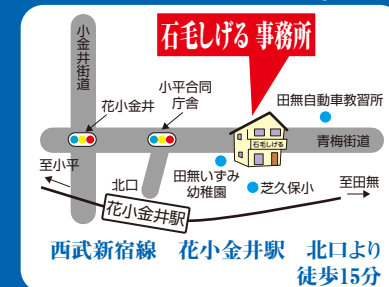 石毛しげる 事務所
小金井街道
花小金井
小平合同
庁舎
田無自動車教習所
石毛しげる
青梅街道
至小平
北口
田無いずみ
幼稚園
芝久保小
至田無
花小金井駅
西武新宿線 花小金井駅 北口より
徒歩15分